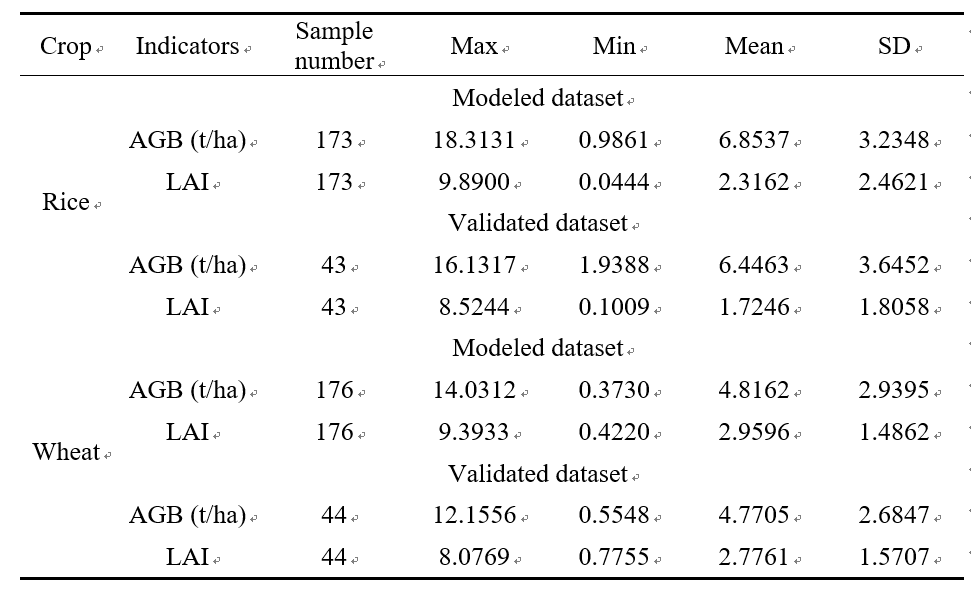 Crop Indicators Sample number Max Min Mean SD
Modeled dataset
Rice
AGB (t/ha) 173 18.3131 0.9861 6.8537 3.2348
LAI 173 9.8900 0.0444 2.3162 2.4621
Validated dataset
AGB (t/ha) 43 16.1317 1.9388 6.4463 3.6452
LAI 43 8.5244 0.1009 1.7246 1.8058
Modeled dataset
Wheat
AGB (t/ha) 176 14.0312 0.3730 4.8162 2.9395
LAI 176 9.3933 0.4220 2.9596 1.4862
Validated dataset
AGB (t/ha) 44 12.1556 0.5548 4.7705 2.6847
LAI 44 8.0769 0.7755 2.7761 1.5707